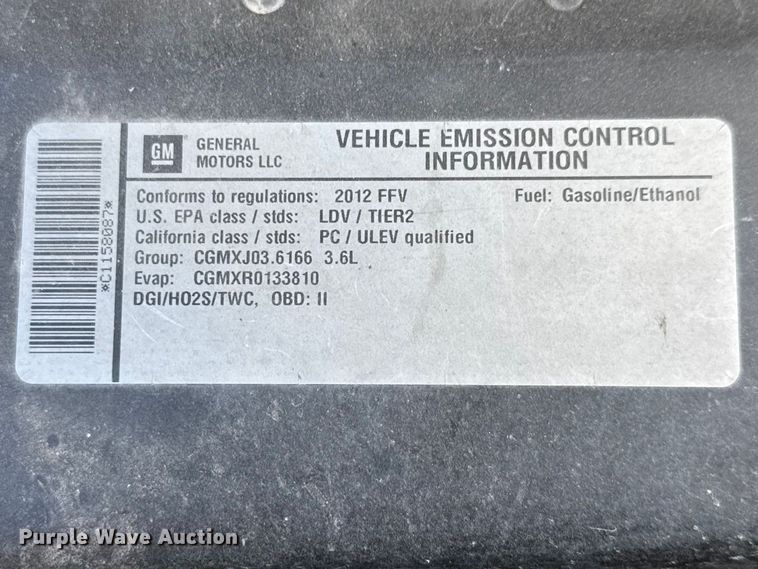 *C1158087*
GM
GENERAL
MOTORS LLC
VEHICLE EMISSION CONTROL
INFORMATION
Conforms to regulations: 2012 FFV Fuel: Gasoline/Ethanol
U.S. EPA class / stds: LDV / TIER2
California class / stds: PC / ULEV qualified
Group: CGMXJ03.6166 3.6L
Evap: CGMXR0133810
DGI/HO2S/TWC, OBD: II
Purple Wave Auction